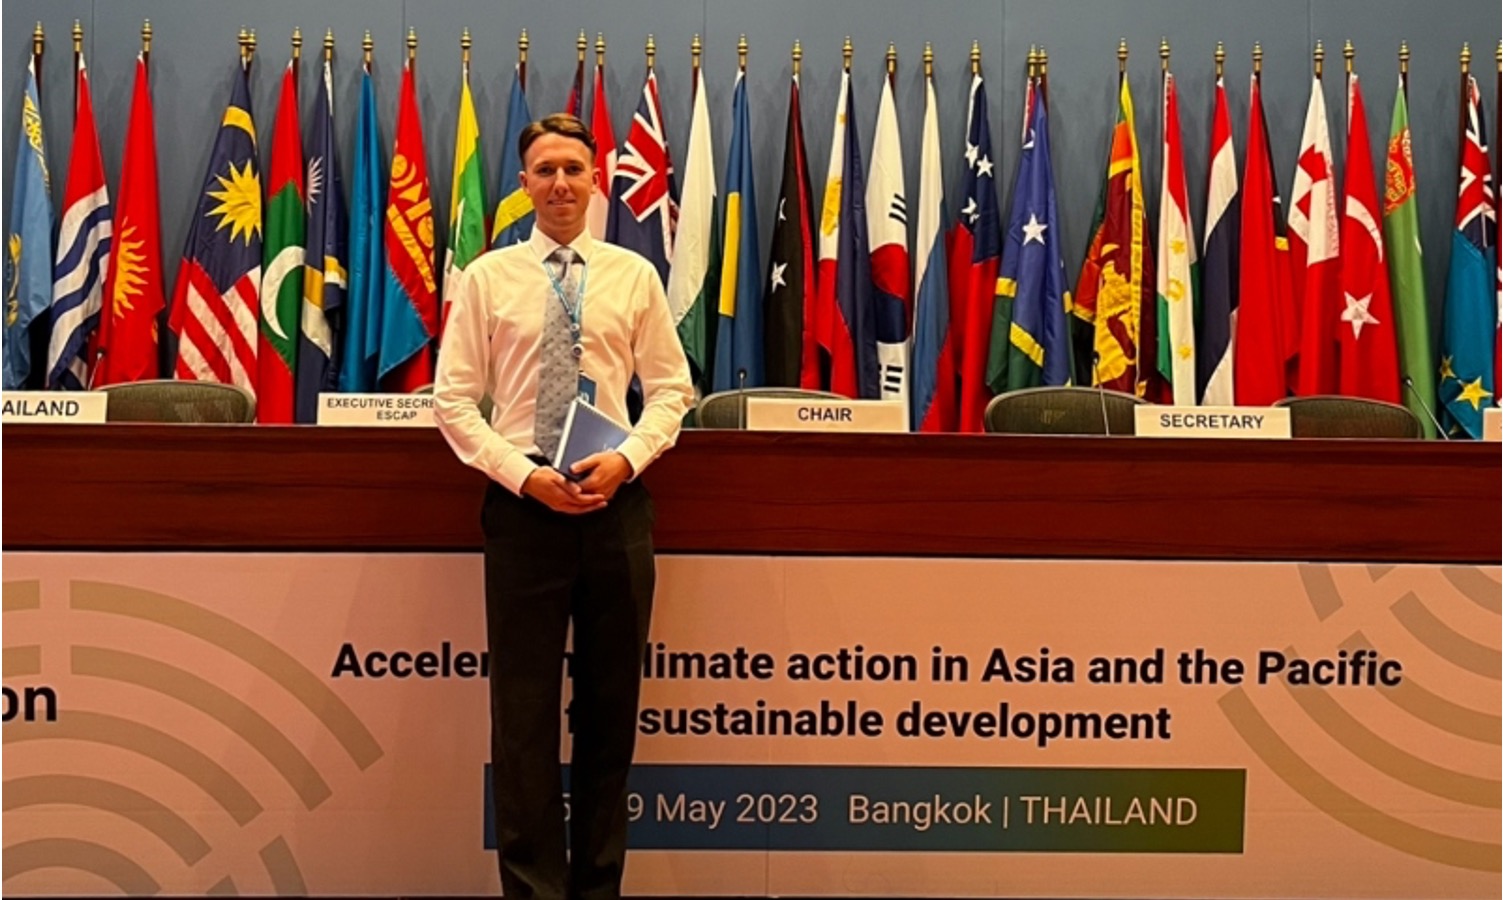 AILAND
EXECUTIVE SECRE
ESCAP
CHAIR
SECRETARY
on
Acceler limate action in Asia and the Pacific
sustainable development
9 May 2023 Bangkok | THAILAND